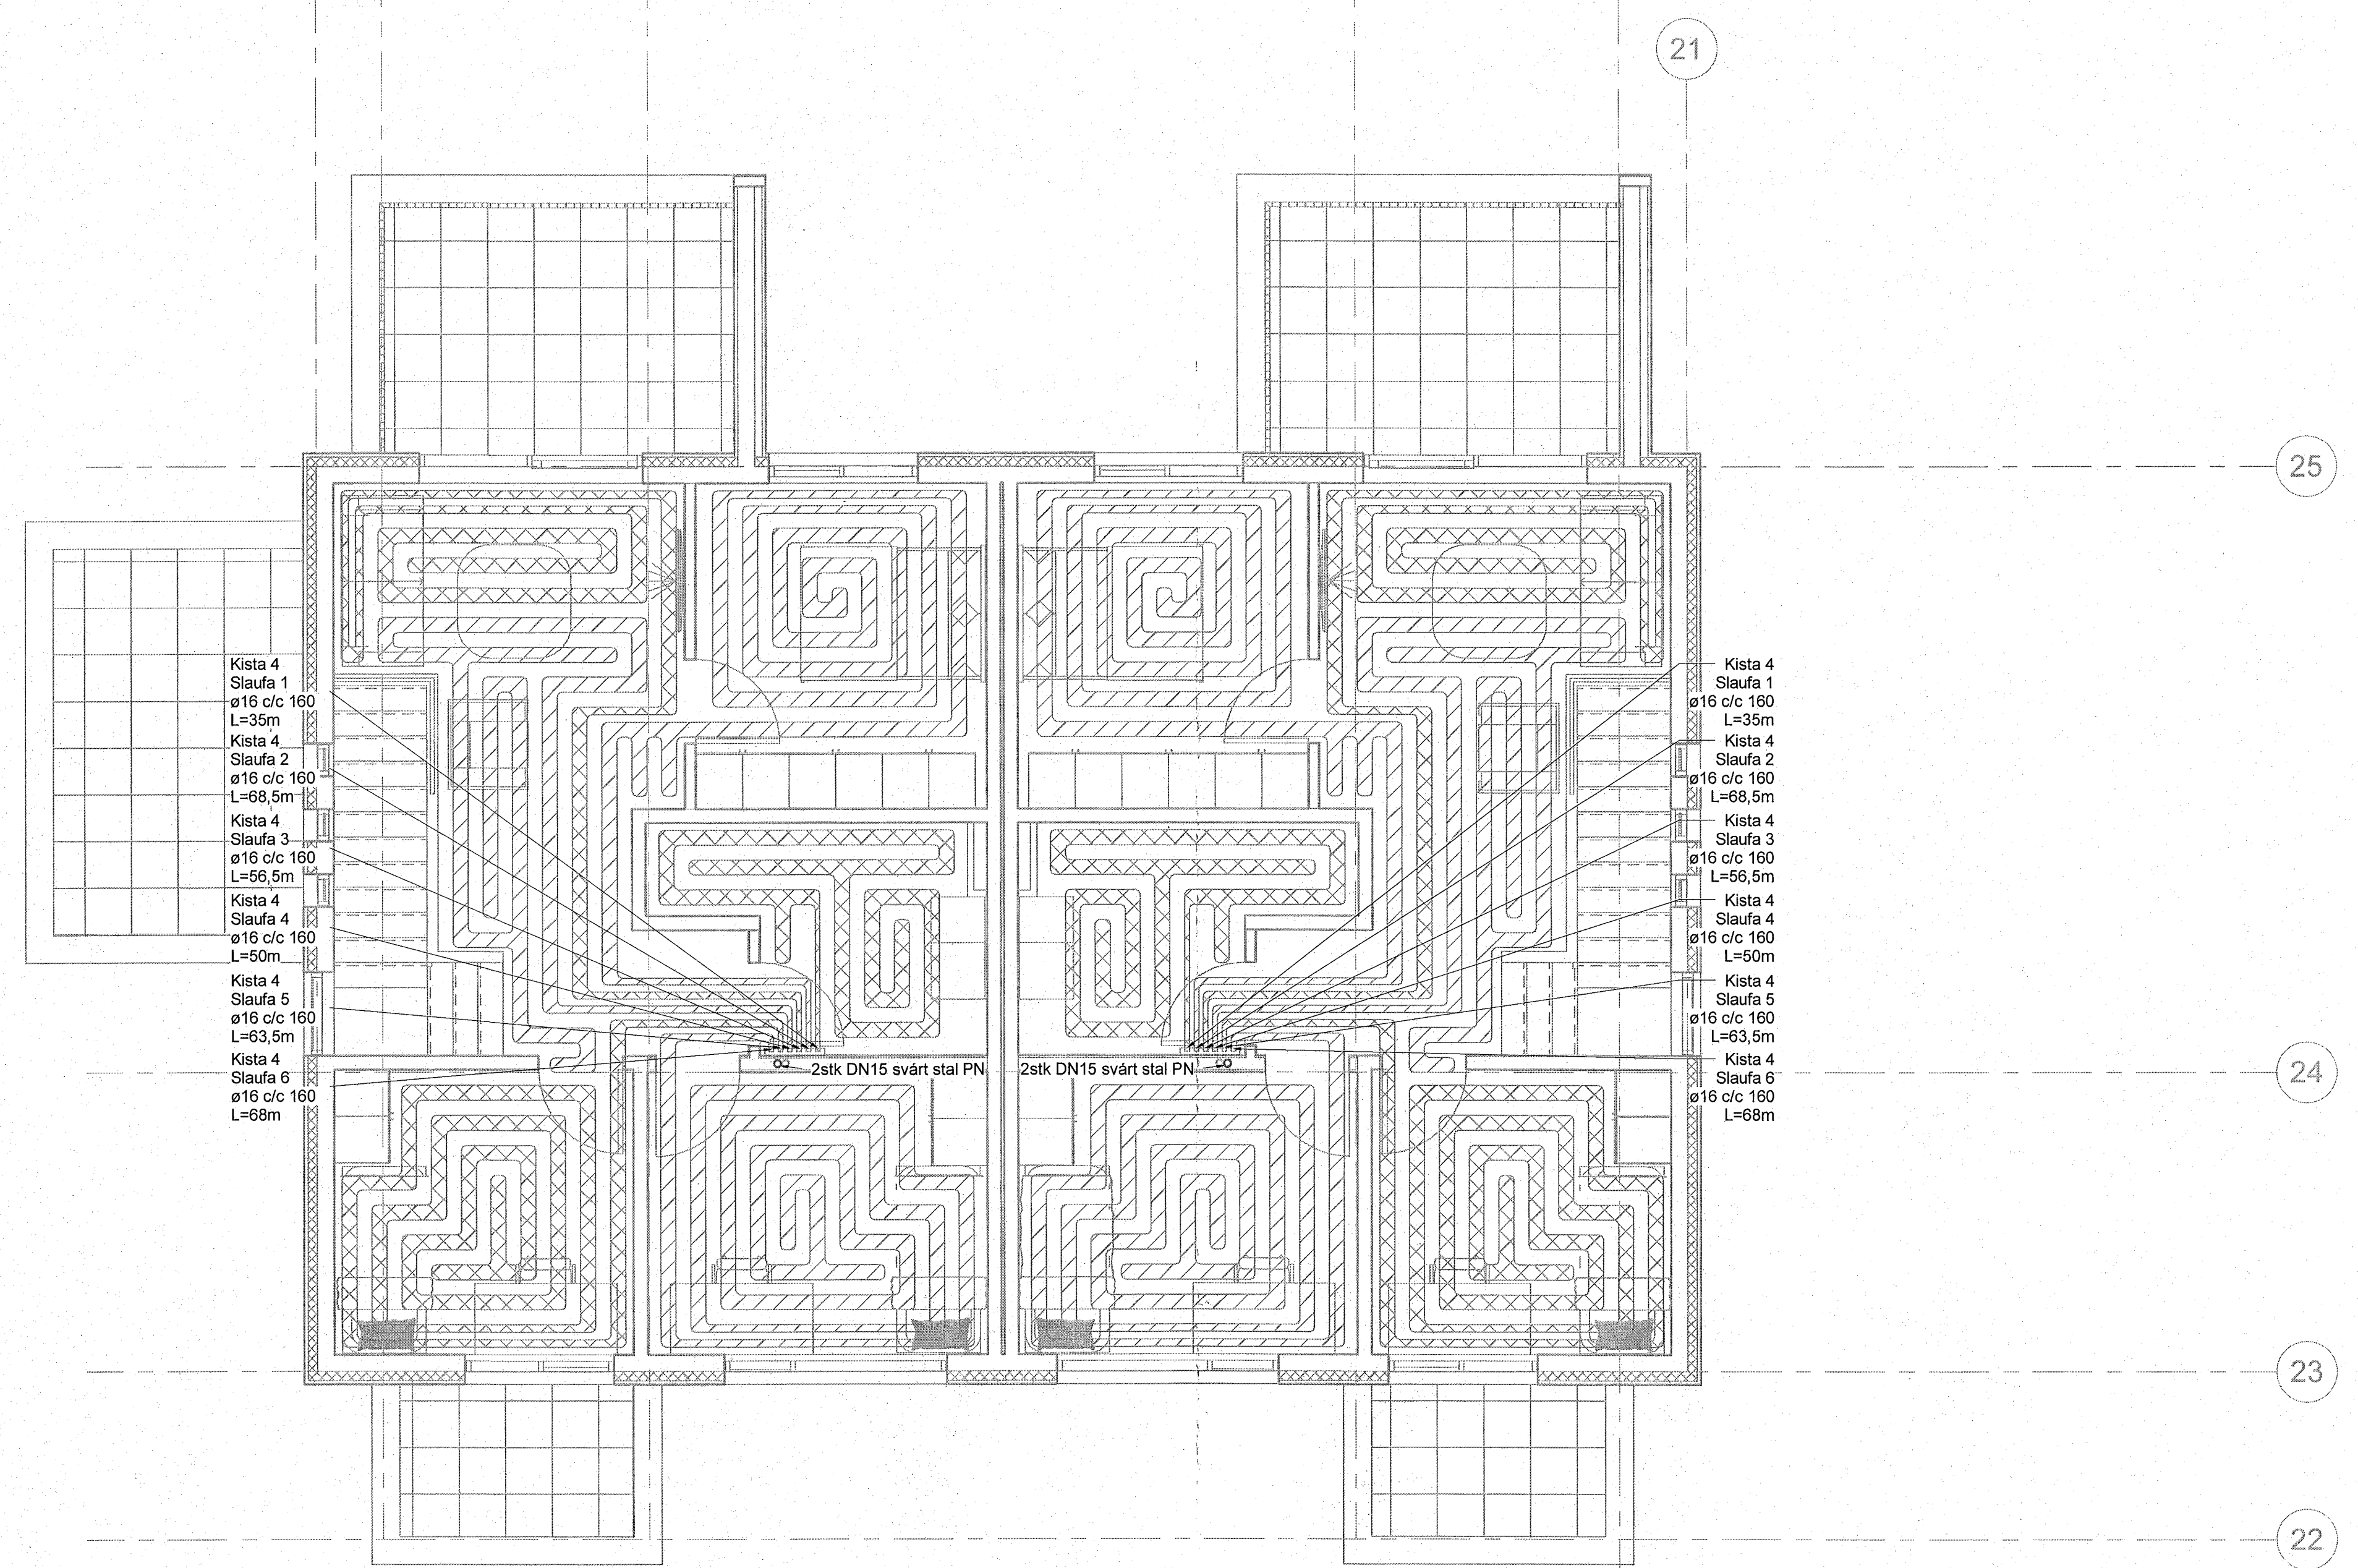 21
25
Kista 4
Slaufa 1
ø16 c/c 160
L=35m
Kista 4
Slaufa 2
ø16 c/c 160
L=68,5m
Kista 4
Slaufa 3
ø16 c/c 160
L=56,5m
Kista 4
Slaufa 4
ø16 c/c 160
L=50m
Kista 4
Slaufa 5
ø16 c/c 160
L=63,5m
Kista 4
Slaufa 6
ø16 c/c 160
L=68m
2stk DN15 svárt stal PN
2stk DN15 svárt stal PN
Kista 4
Slaufa 1
ø16 c/c 160
L=35m
Kista 4
Slaufa 2
ø16 c/c 160
L=68,5m
Kista 4
Slaufa 3
ø16 c/c 160
L=56,5m
Kista 4
Slaufa 4
ø16 c/c 160
L=50m
Kista 4
Slaufa 5
ø16 c/c 160
L=63,5m
Kista 4
Slaufa 6
ø16 c/c 160
L=68m
24
23
22